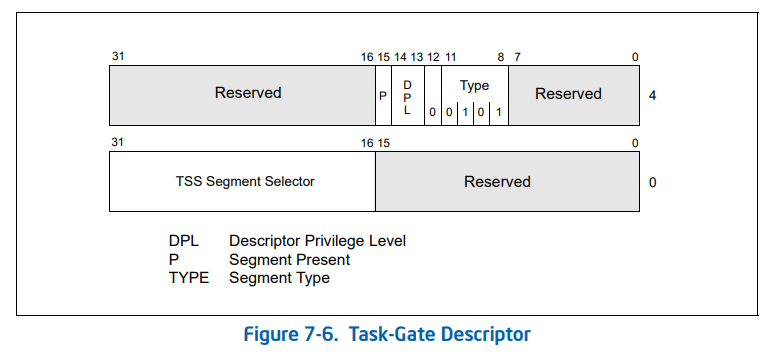 31 16 15 14 13 12 11 8 7 0
Reserved P DPL 0 Type 0 1 0 1 Reserved 4
31 16 15 0
TSS Segment Selector Reserved 0
DPL Descriptor Privilege Level
P Segment Present
TYPE Segment Type
Figure 7-6. Task-Gate Descriptor